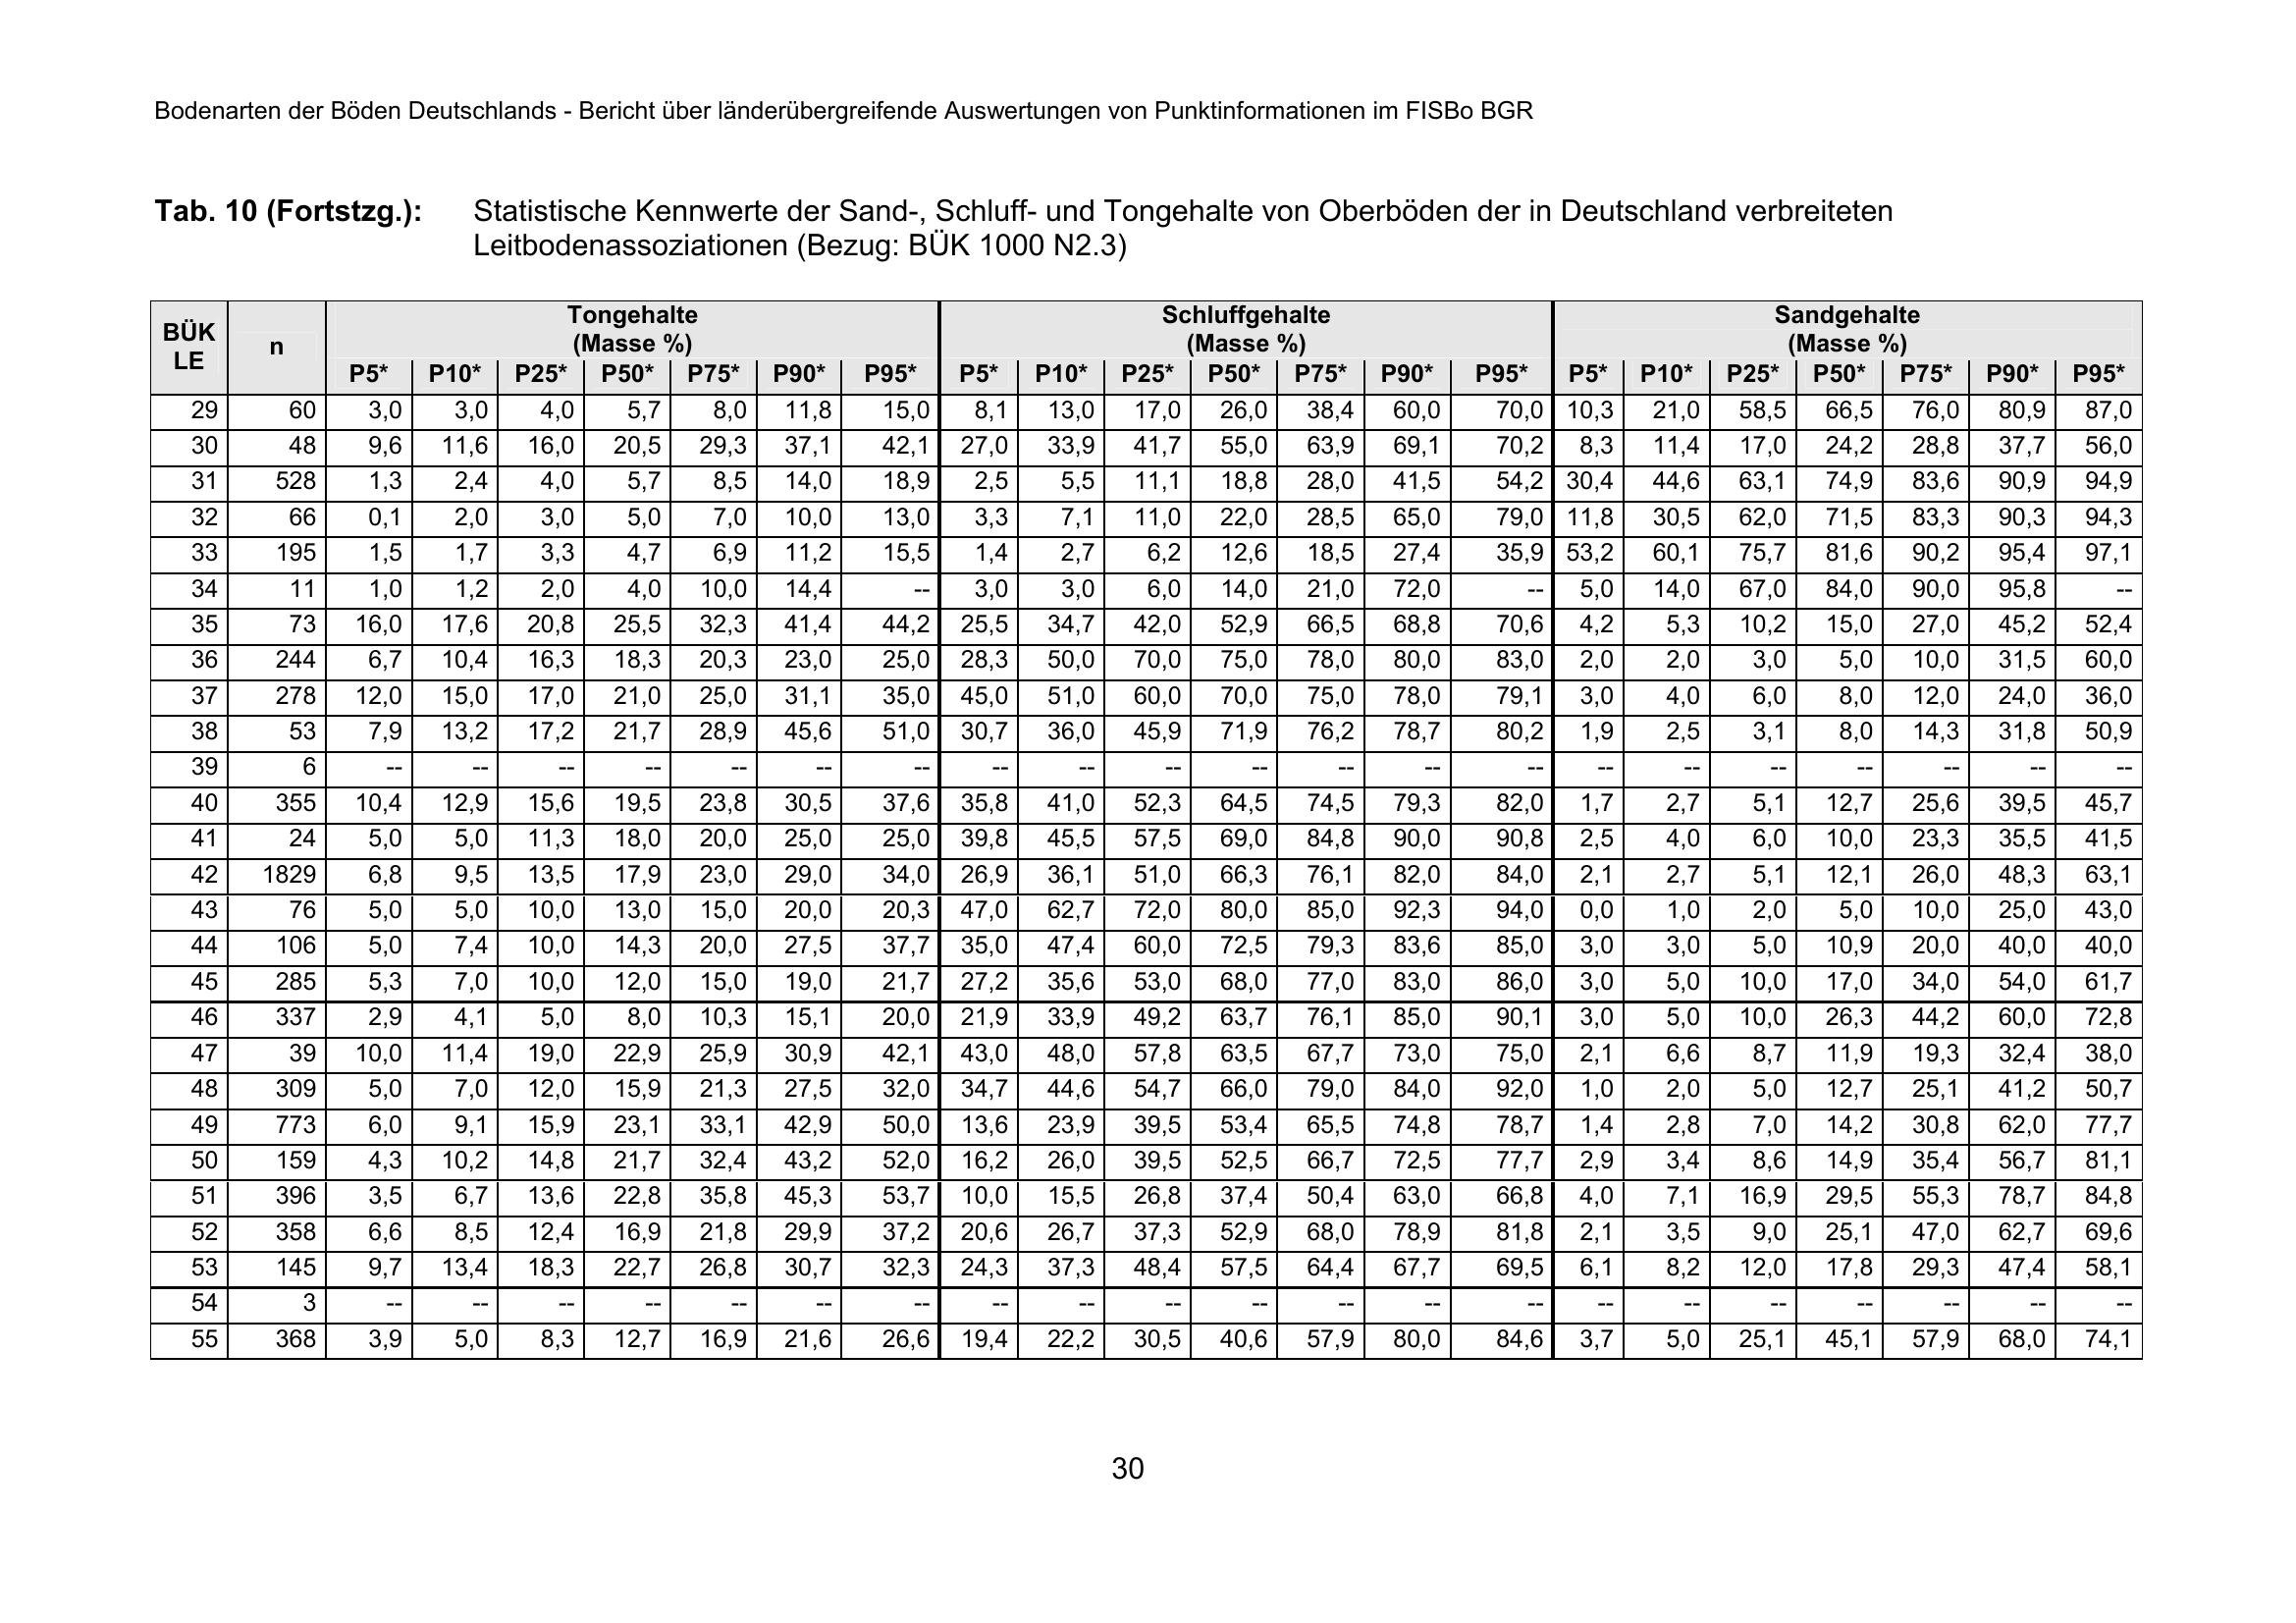 Bodenarten der Böden Deutschlands - Bericht über länderübergreifende Auswertungen von Punktinformationen im FISBo BGR
Tab. 10 (Fortstzg.): Statistische Kennwerte der Sand-, Schluff- und Tongehalte von Oberböden der in Deutschland verbreiteten
Leitbodenassoziationen (Bezug: BÜK 1000 N2.3)
BÜK LE n Tongehalte (Masse %) Schluffgehalte (Masse %) Sandgehalte (Masse %)
P5* P10* P25* P50* P75* P90* P95* P5* P10* P25* P50* P75* P90* P95* P5* P10* P25* P50* P75* P90* P95*
29 60 3,0 3,0 4,0 5,7 8,0 11,8 15,0 8,1 13,0 17,0 26,0 38,4 60,0 70,0 10,3 21,0 58,5 66,5 76,0 80,9 87,0
30 48 9,6 11,6 16,0 20,5 29,3 37,1 42,1 27,0 33,9 41,7 55,0 63,9 69,1 70,2 8,3 11,4 17,0 24,2 28,8 37,7 56,0
31 528 1,3 2,4 4,0 5,7 8,5 14,0 18,9 2,5 5,5 11,1 18,8 28,0 41,5 54,2 30,4 44,6 63,1 74,9 83,6 90,9 94,9
32 66 0,1 2,0 3,0 5,0 7,0 10,0 13,0 3,3 7,1 11,0 22,0 28,5 65,0 79,0 11,8 30,5 62,0 71,5 83,3 90,3 94,3
33 195 1,5 1,7 3,3 4,7 6,9 11,2 15,5 1,4 2,7 6,2 12,6 18,5 27,4 35,9 53,2 60,1 75,7 81,6 90,2 95,4 97,1
34 11 1,0 1,2 2,0 4,0 10,0 14,4 -- 3,0 3,0 6,0 14,0 21,0 72,0 -- 5,0 14,0 67,0 84,0 90,0 95,8 --
35 73 16,0 17,6 20,8 25,5 32,3 41,4 44,2 25,5 34,7 42,0 52,9 66,5 68,8 70,6 4,2 5,3 10,2 15,0 27,0 45,2 52,4
36 244 6,7 10,4 16,3 18,3 20,3 23,0 25,0 28,3 50,0 70,0 75,0 78,0 80,0 83,0 2,0 2,0 3,0 5,0 10,0 31,5 60,0
37 278 12,0 15,0 17,0 21,0 25,0 31,1 35,0 45,0 51,0 60,0 70,0 75,0 78,0 79,1 3,0 4,0 6,0 8,0 12,0 24,0 36,0
38 53 7,9 13,2 17,2 21,7 28,9 45,6 51,0 30,7 36,0 45,9 71,9 76,2 78,7 80,2 1,9 2,5 3,1 8,0 14,3 31,8 50,9
39 6 -- -- -- -- -- -- -- -- -- -- -- -- -- -- -- -- -- -- -- -- --
40 355 10,4 12,9 15,6 19,5 23,8 30,5 37,6 35,8 41,0 52,3 64,5 74,5 79,3 82,0 1,7 2,7 5,1 12,7 25,6 39,5 45,7
41 24 5,0 5,0 11,3 18,0 20,0 25,0 25,0 39,8 45,5 57,5 69,0 84,8 90,0 90,8 2,5 4,0 6,0 10,0 23,3 35,5 41,5
42 1829 6,8 9,5 13,5 17,9 23,0 29,0 34,0 26,9 36,1 51,0 66,3 76,1 82,0 84,0 2,1 2,7 5,1 12,1 26,0 48,3 63,1
43 76 5,0 5,0 10,0 13,0 15,0 20,0 20,3 47,0 62,7 72,0 80,0 85,0 92,3 94,0 0,0 1,0 2,0 5,0 10,0 25,0 43,0
44 106 5,0 7,4 10,0 14,3 20,0 27,5 37,7 35,0 47,4 60,0 72,5 79,3 83,6 85,0 3,0 3,0 5,0 10,9 20,0 40,0 40,0
45 285 5,3 7,0 10,0 12,0 15,0 19,0 21,7 27,2 35,6 53,0 68,0 77,0 83,0 86,0 3,0 5,0 10,0 17,0 34,0 54,0 61,7
46 337 2,9 4,1 5,0 8,0 10,3 15,1 20,0 21,9 33,9 49,2 63,7 76,1 85,0 90,1 3,0 5,0 10,0 26,3 44,2 60,0 72,8
47 39 10,0 11,4 19,0 22,9 25,9 30,9 42,1 43,0 48,0 57,8 63,5 67,7 73,0 75,0 2,1 6,6 8,7 11,9 19,3 32,4 38,0
48 309 5,0 7,0 12,0 15,9 21,3 27,5 32,0 34,7 44,6 54,7 66,0 79,0 84,0 92,0 1,0 2,0 5,0 12,7 25,1 41,2 50,7
49 773 6,0 9,1 15,9 23,1 33,1 42,9 50,0 13,6 23,9 39,5 53,4 65,5 74,8 78,7 1,4 2,8 7,0 14,2 30,8 62,0 77,7
50 159 4,3 10,2 14,8 21,7 32,4 43,2 52,0 16,2 26,0 39,5 52,5 66,7 72,5 77,7 2,9 3,4 8,6 14,9 35,4 56,7 81,1
51 396 3,5 6,7 13,6 22,8 35,8 45,3 53,7 10,0 15,5 26,8 37,4 50,4 63,0 66,8 4,0 7,1 16,9 29,5 55,3 78,7 84,8
52 358 6,6 8,5 12,4 16,9 21,8 29,9 37,2 20,6 26,7 37,3 52,9 68,0 78,9 81,8 2,1 3,5 9,0 25,1 47,0 62,7 69,6
53 145 9,7 13,4 18,3 22,7 26,8 30,7 32,3 24,3 37,3 48,4 57,5 64,4 67,7 69,5 6,1 8,2 12,0 17,8 29,3 47,4 58,1
54 3 -- -- -- -- -- -- -- -- -- -- -- -- -- -- -- -- -- -- -- -- --
55 368 3,9 5,0 8,3 12,7 16,9 21,6 26,6 19,4 22,2 30,5 40,6 57,9 80,0 84,6 3,7 5,0 25,1 45,1 57,9 68,0 74,1
30